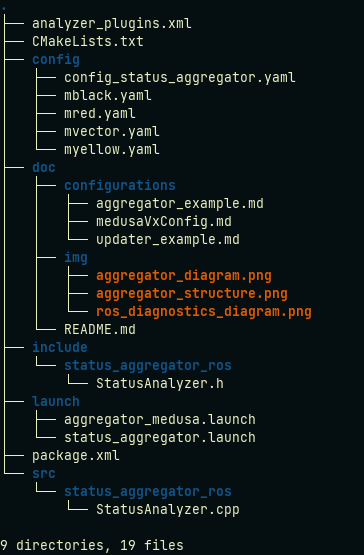 .
├── analyzer_plugins.xml
├── CMakeLists.txt
├── config
│   ├── config_status_aggregator.yaml
│   ├── mblack.yaml
│   ├── mred.yaml
│   ├── mvector.yaml
│   └── myellow.yaml
├── doc
│   ├── configurations
│   │   ├── aggregator_example.md
│   │   ├── medusaVxConfig.md
│   │   └── updater_example.md
│   ├── img
│   │   ├── aggregator_diagram.png
│   │   ├── aggregator_structure.png
│   │   └── ros_diagnostics_diagram.png
│   └── README.md
├── include
│   └── status_aggregator_ros
│       └── StatusAnalyzer.h
├── launch
│   ├── aggregator_medusa.launch
│   └── status_aggregator.launch
├── package.xml
└── src
    └── status_aggregator_ros
        └── StatusAnalyzer.cpp

9 directories, 19 files